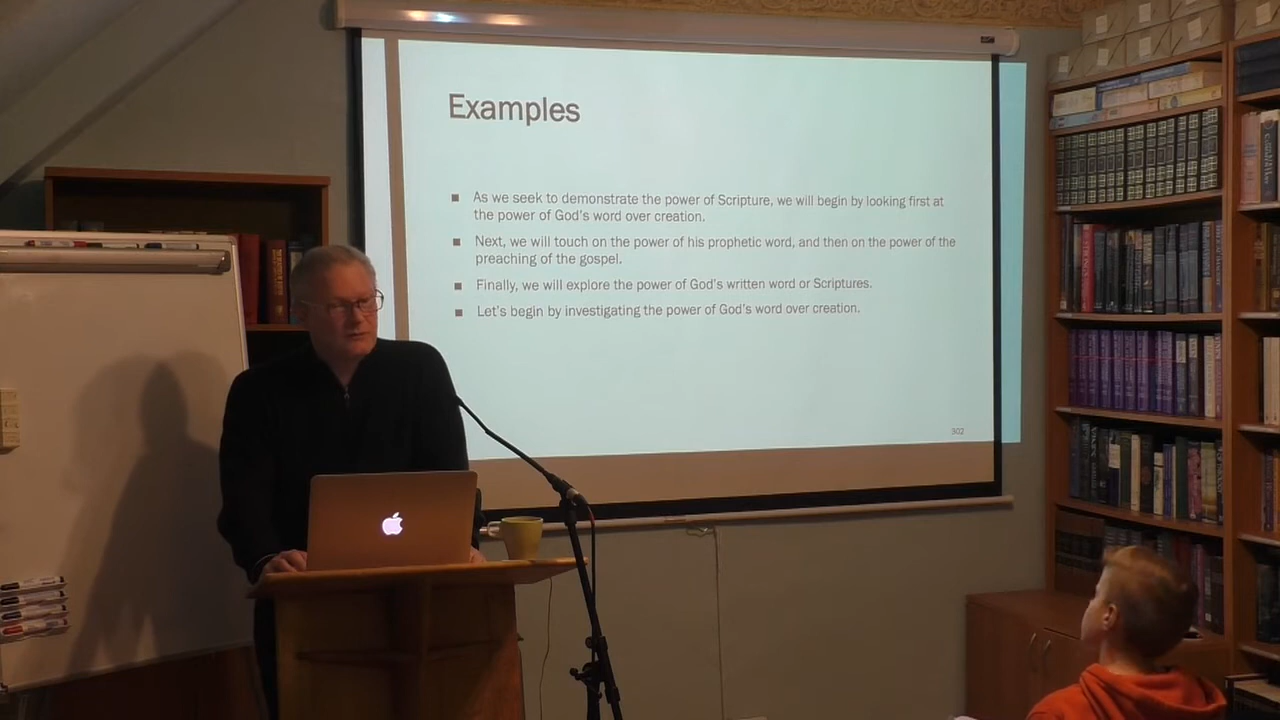 Examples
■ As we seek to demonstrate the power of Scripture, we will begin by looking first at
the power of God's word over creation.
■ Next, we will touch on the power of his prophetic word, and then on the power of the
preaching of the gospel.
■ Finally, we will explore the power of God's written word or Scriptures.
■ Let's begin by investigating the power of God's word over creation.
302